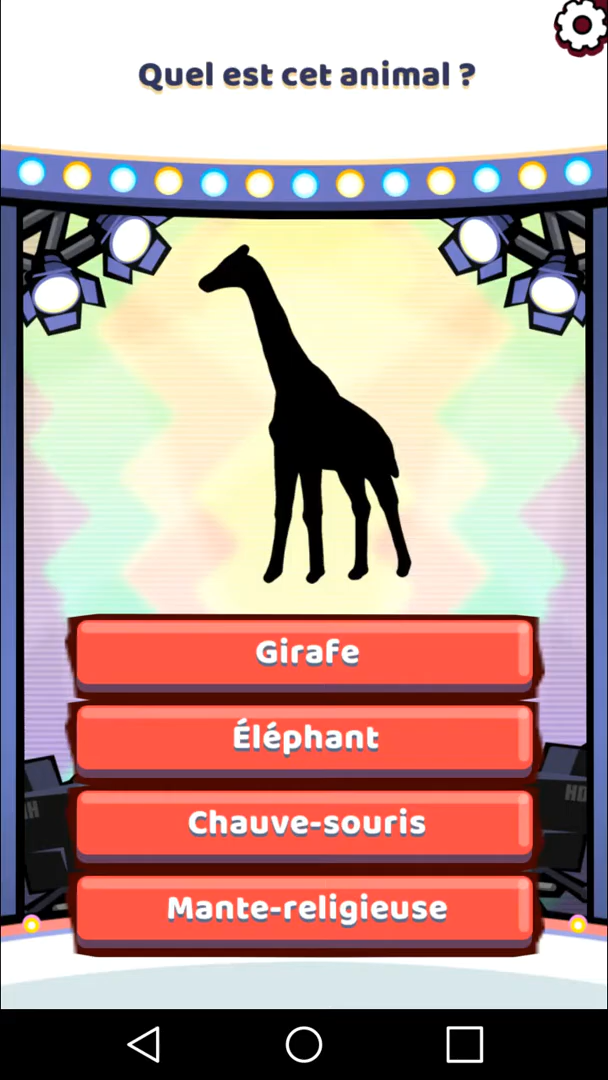 Quel est cet animal ?
Girafe
Éléphant
Chauve-souris
Mante-religieuse